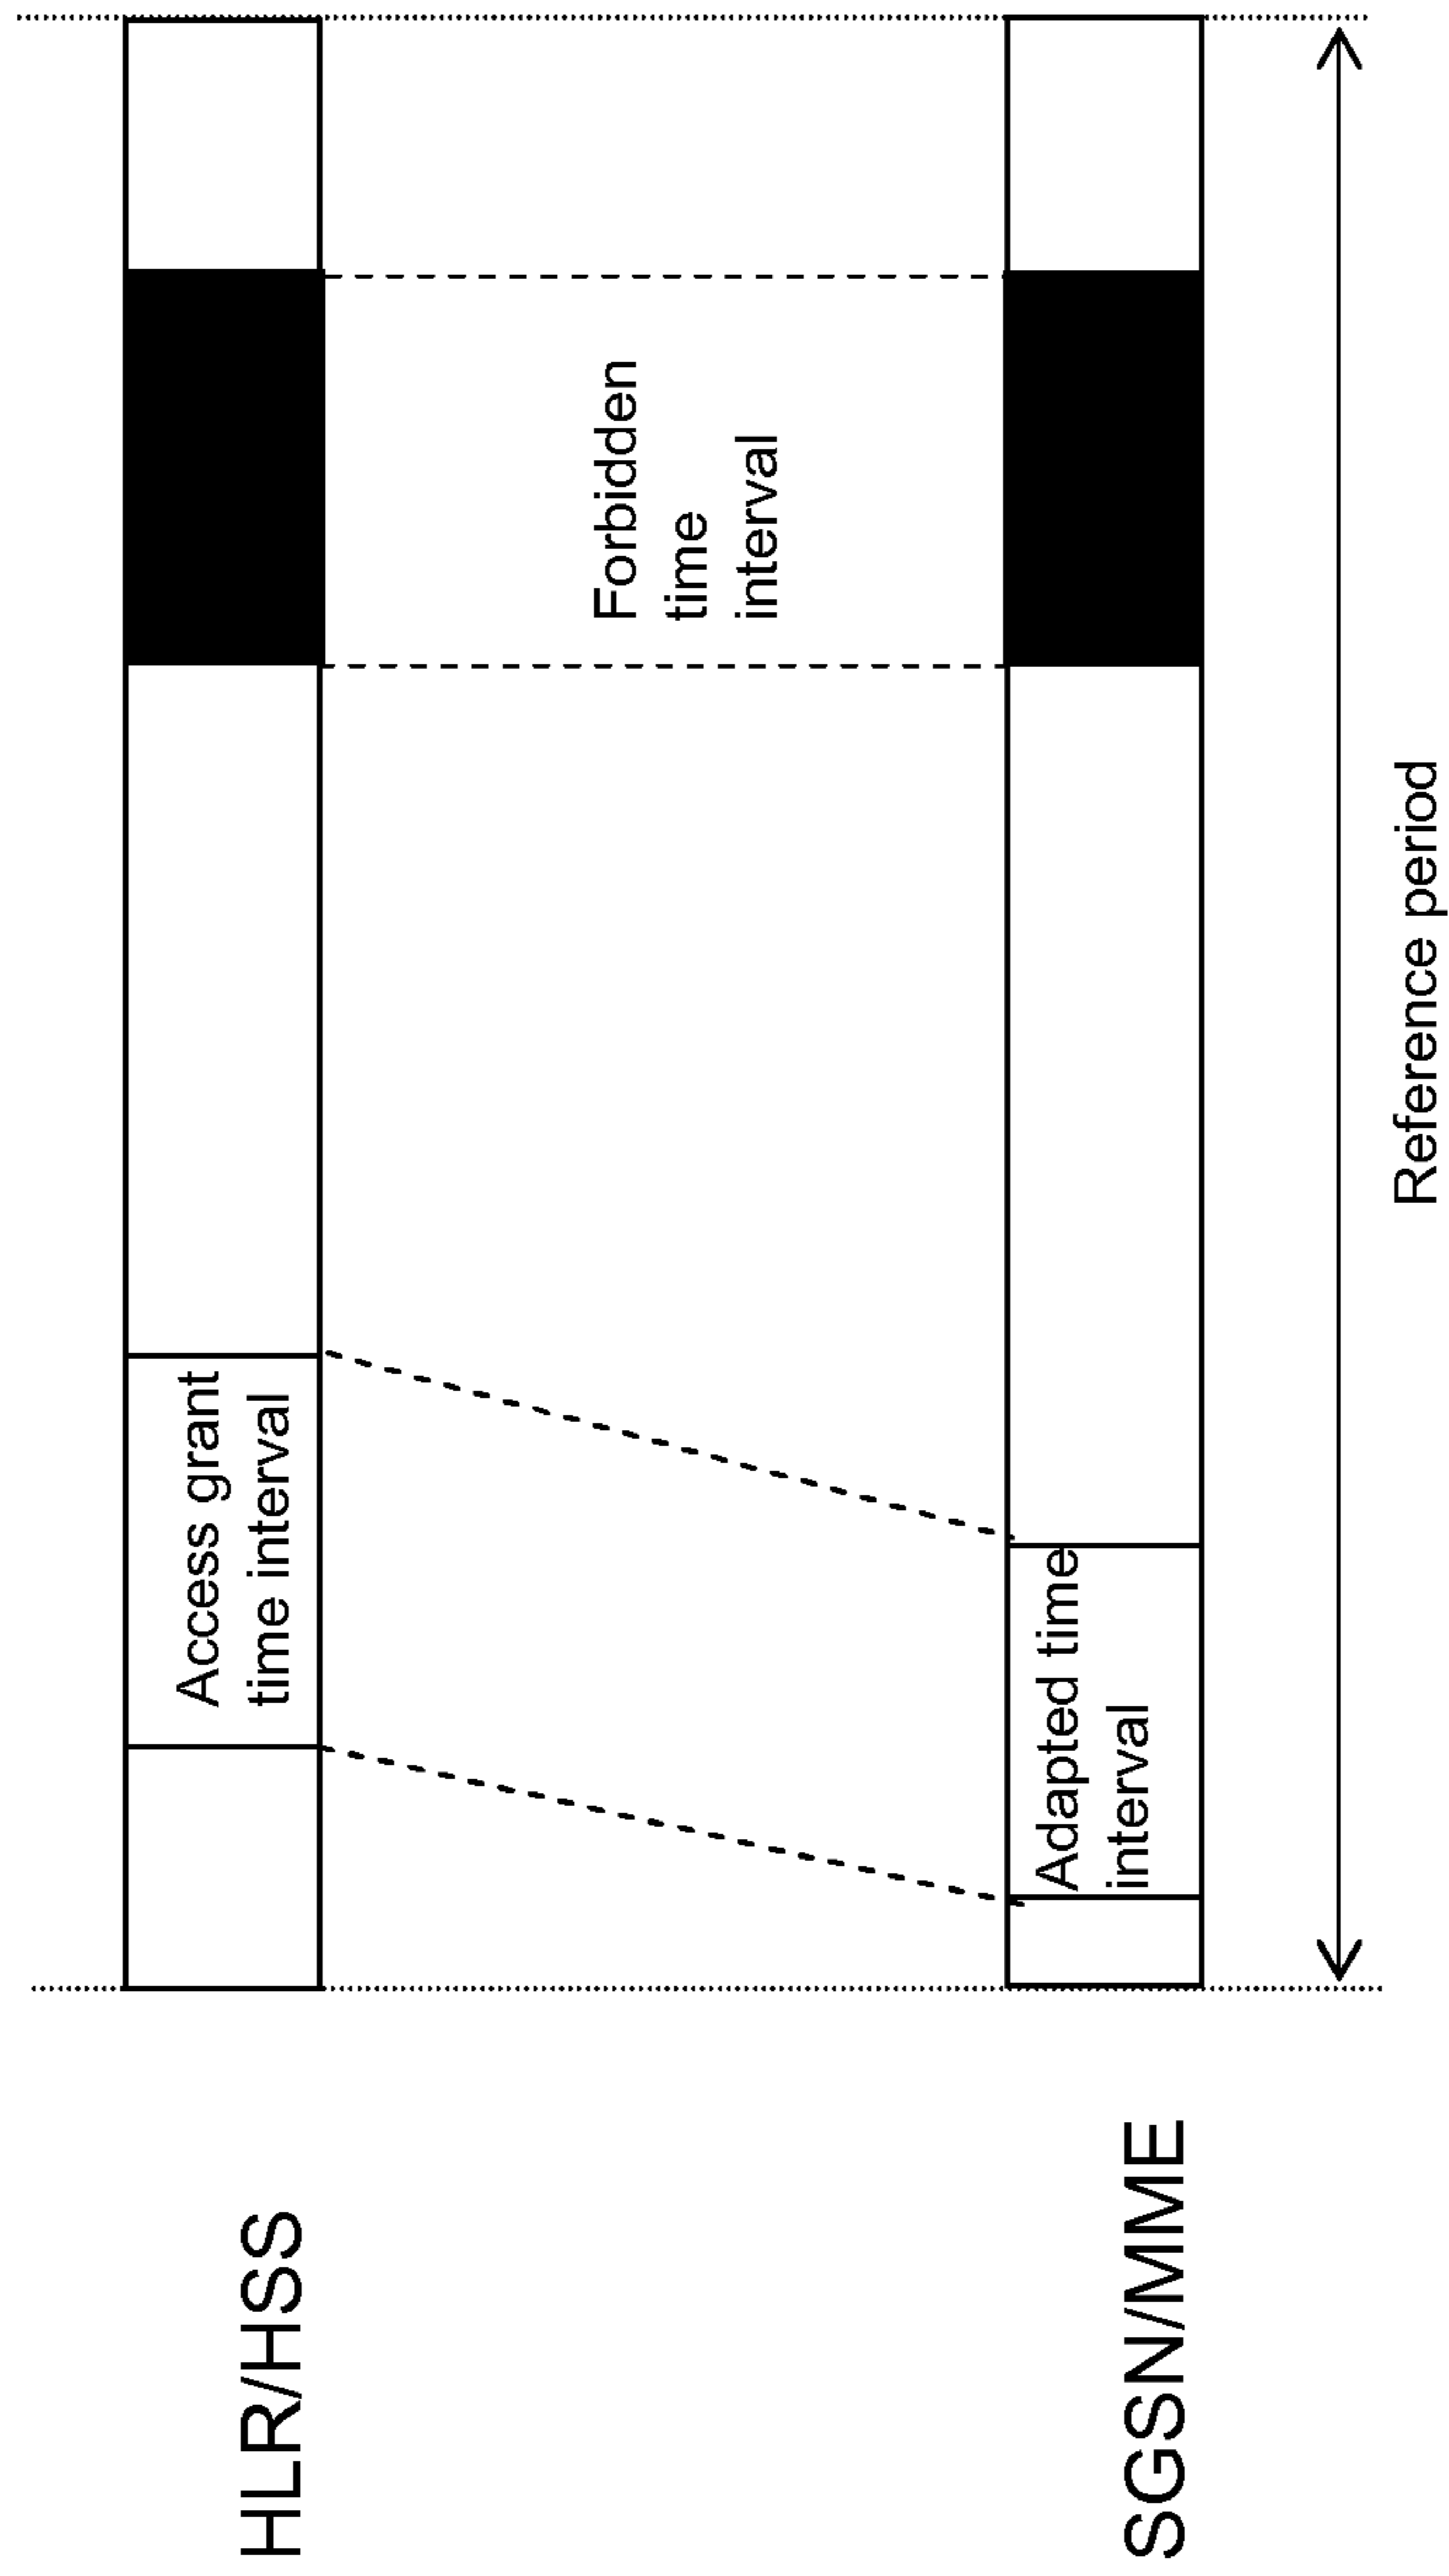 HLR/HSS
Access grant
time interval
Forbidden
time
interval
SGSN/MME
Adapted time
interval
Reference period